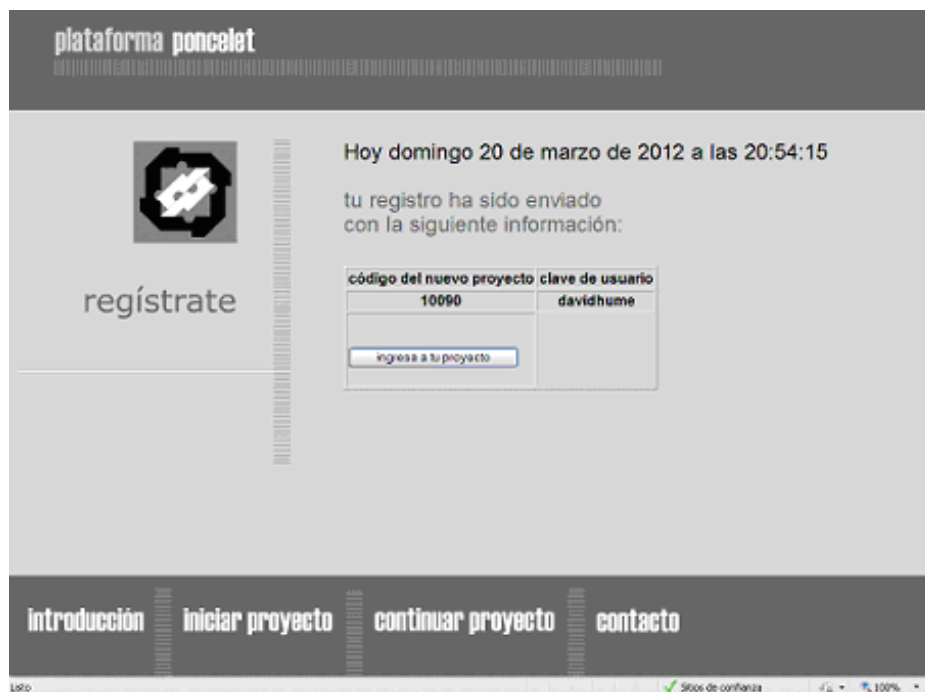 plataforma poncelet
Hoy domingo 20 de marzo de 2012 a las 20:54:15
tu registro ha sido enviado
con la siguiente información:
regístrate
código del nuevo proyecto clave de usuario
10090 davidhume
ingresa a tu proyecto
introducción iniciar proyecto continuar proyecto contacto
Listo Sitios de confianza 100%